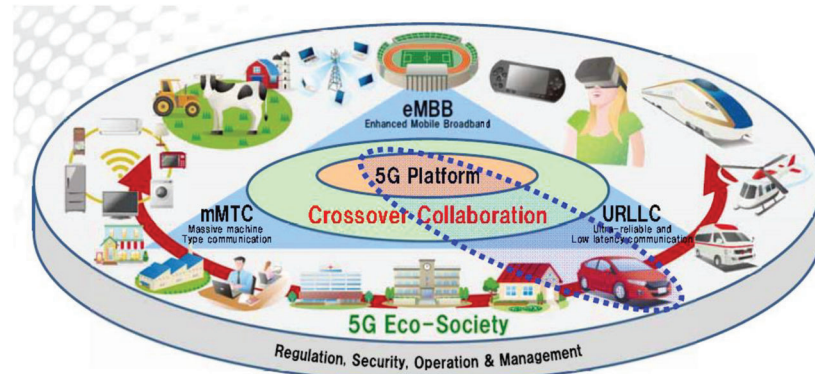 eMBB
Enhanced Mobile Broadband
5G Platform
Crossover Collaboration
mMTC
Massive machine
Type communication
URLLC
Ultra-reliable and
Low latency communication
5G Eco-Society
Regulation, Security, Operation & Management